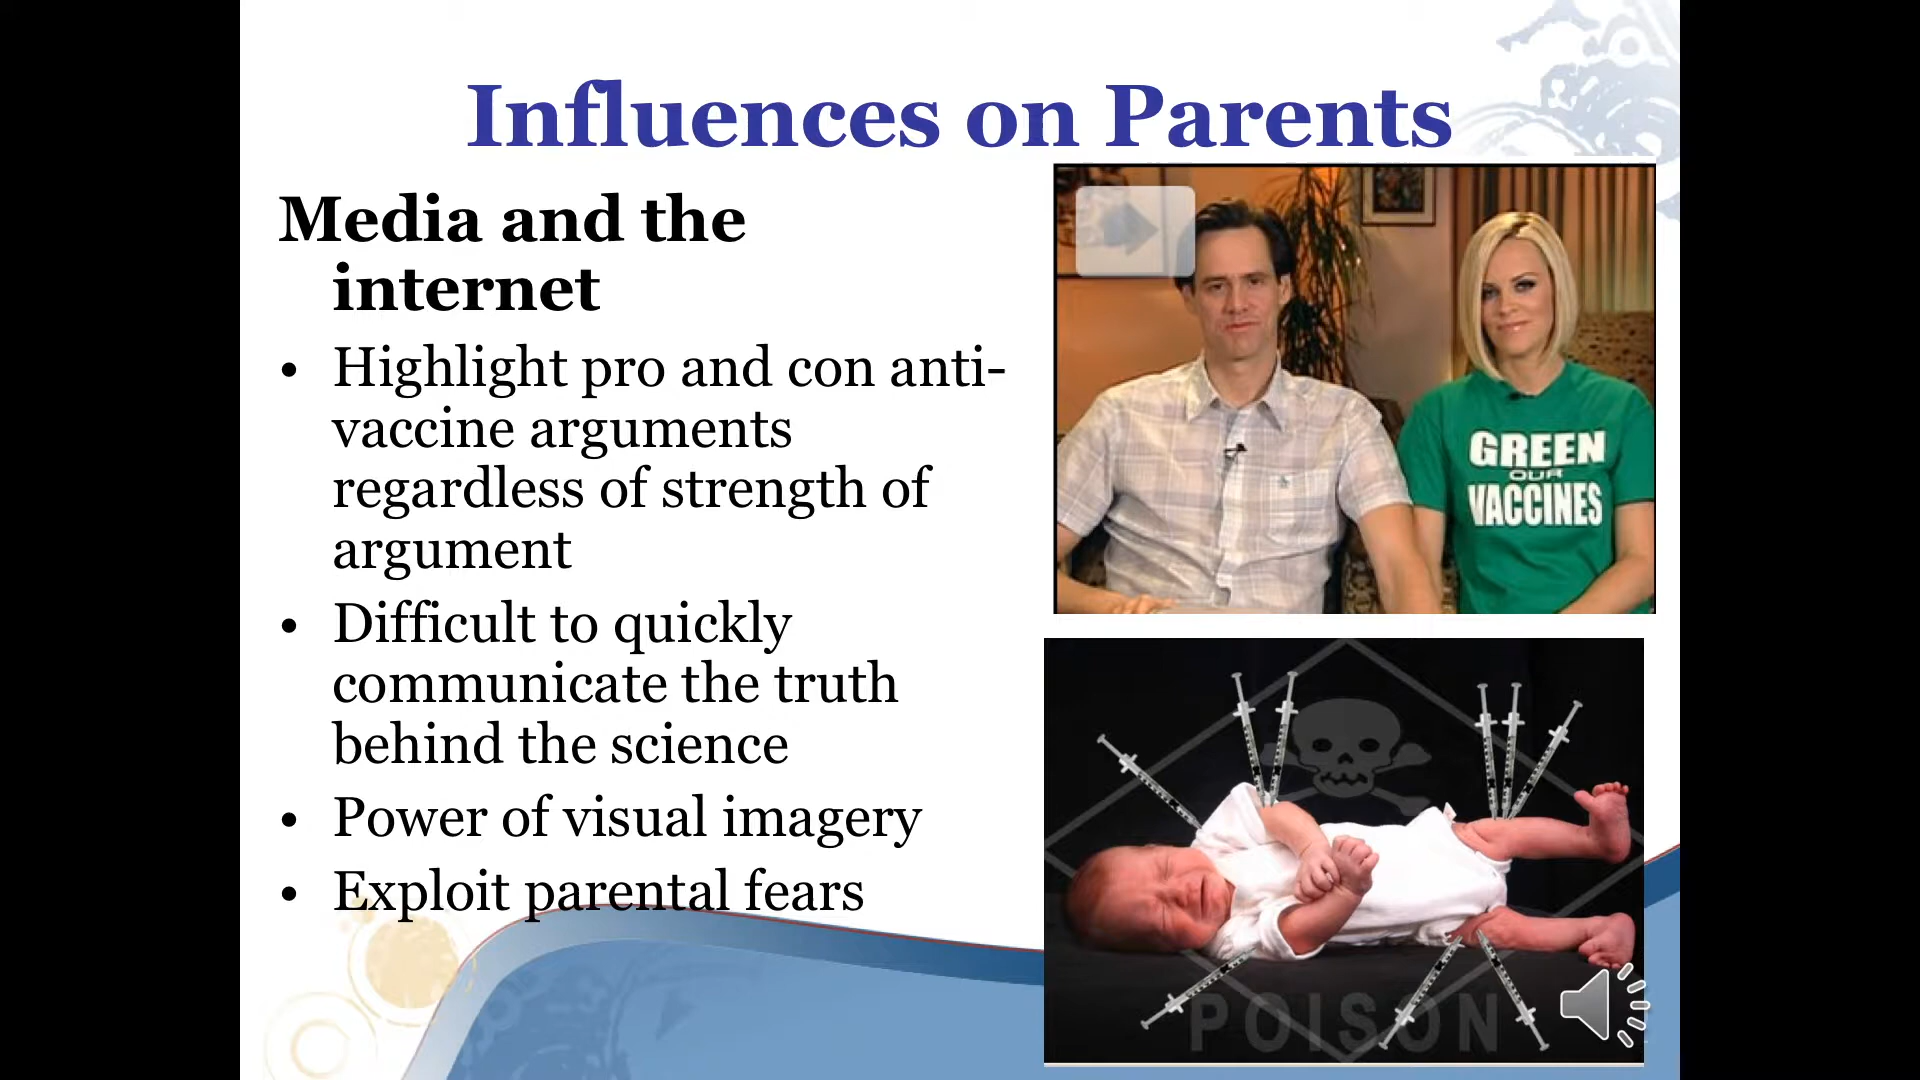 Influences on Parents
Media and the
internet
• Highlight pro and con anti-
vaccine arguments
regardless of strength of
argument
• Difficult to quickly
communicate the truth
behind the science
• Power of visual imagery
• Exploit parental fears
GREEN
OUR
VACCINES
POISON